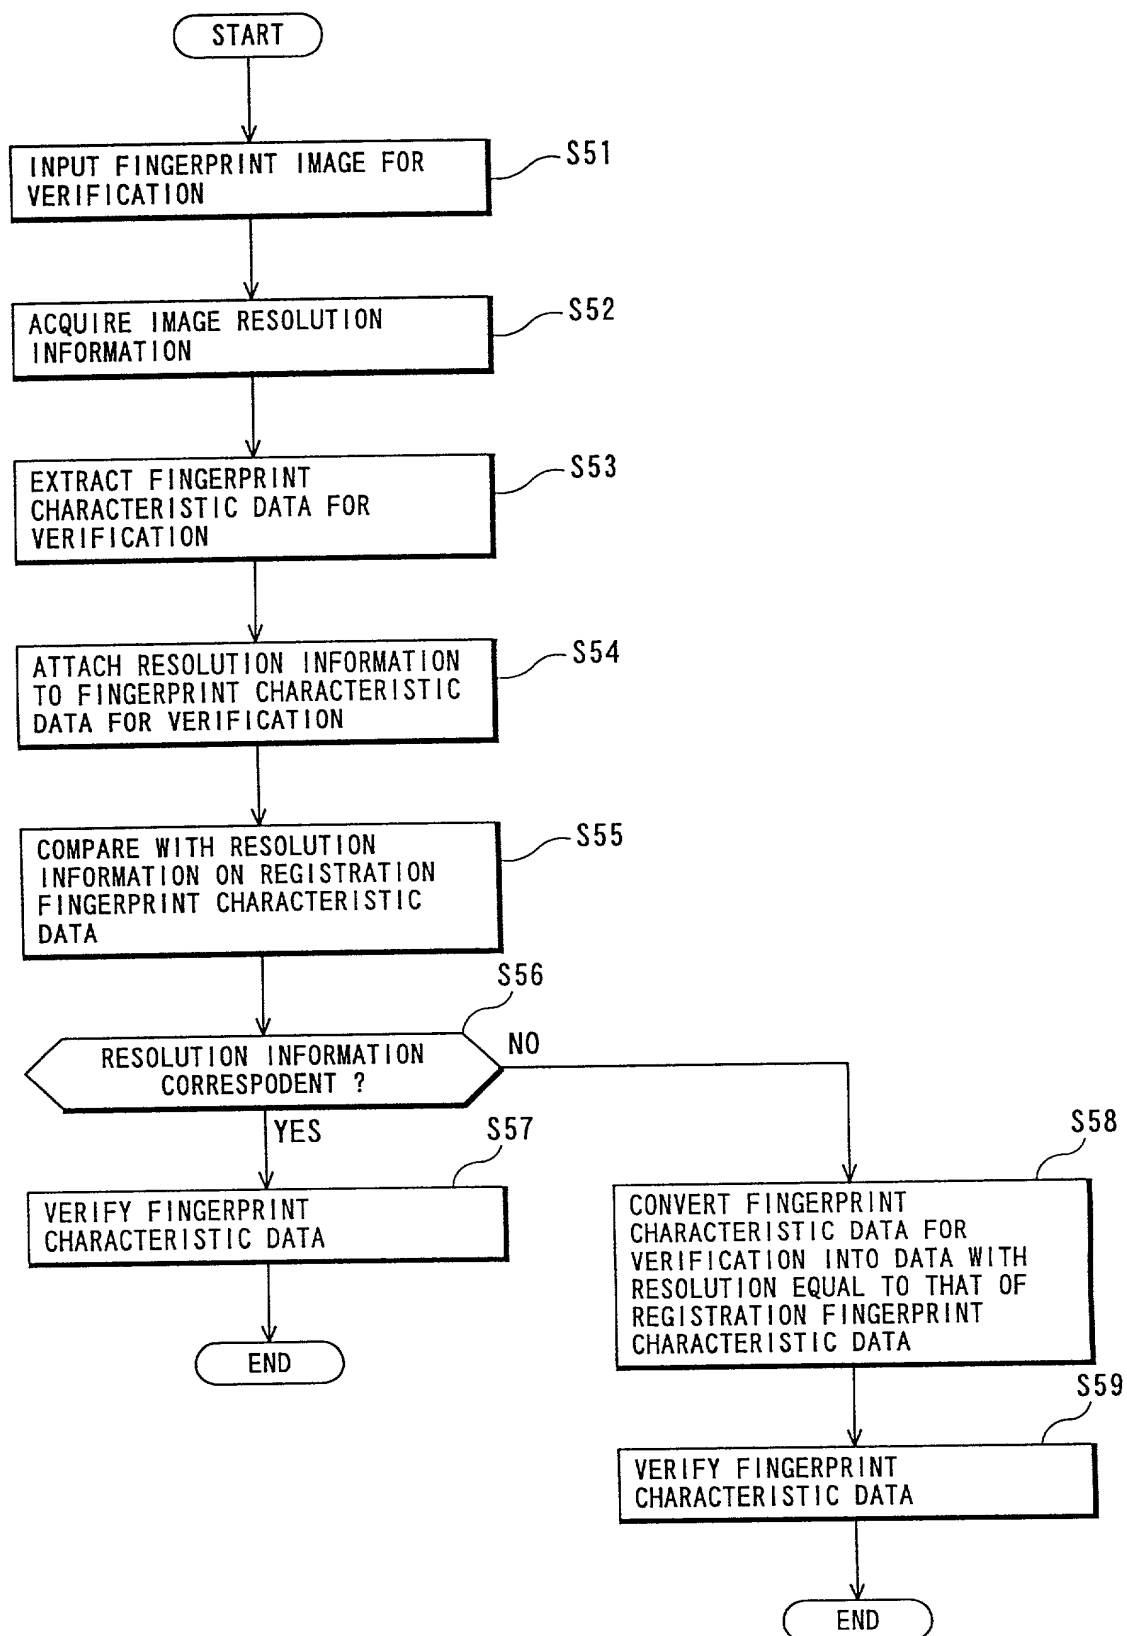 START
INPUT FINGERPRINT IMAGE FOR
VERIFICATION
S51
ACQUIRE IMAGE RESOLUTION
INFORMATION
S52
EXTRACT FINGERPRINT
CHARACTERISTIC DATA FOR
VERIFICATION
S53
ATTACH RESOLUTION INFORMATION
TO FINGERPRINT CHARACTERISTIC
DATA FOR VERIFICATION
S54
COMPARE WITH RESOLUTION
INFORMATION ON REGISTRATION
FINGERPRINT CHARACTERISTIC
DATA
S55
S56
RESOLUTION INFORMATION
CORRESPODENT ?
NO
YES
S57
VERIFY FINGERPRINT
CHARACTERISTIC DATA
END
S58
CONVERT FINGERPRINT
CHARACTERISTIC DATA FOR
VERIFICATION INTO DATA WITH
RESOLUTION EQUAL TO THAT OF
REGISTRATION FINGERPRINT
CHARACTERISTIC DATA
S59
VERIFY FINGERPRINT
CHARACTERISTIC DATA
END